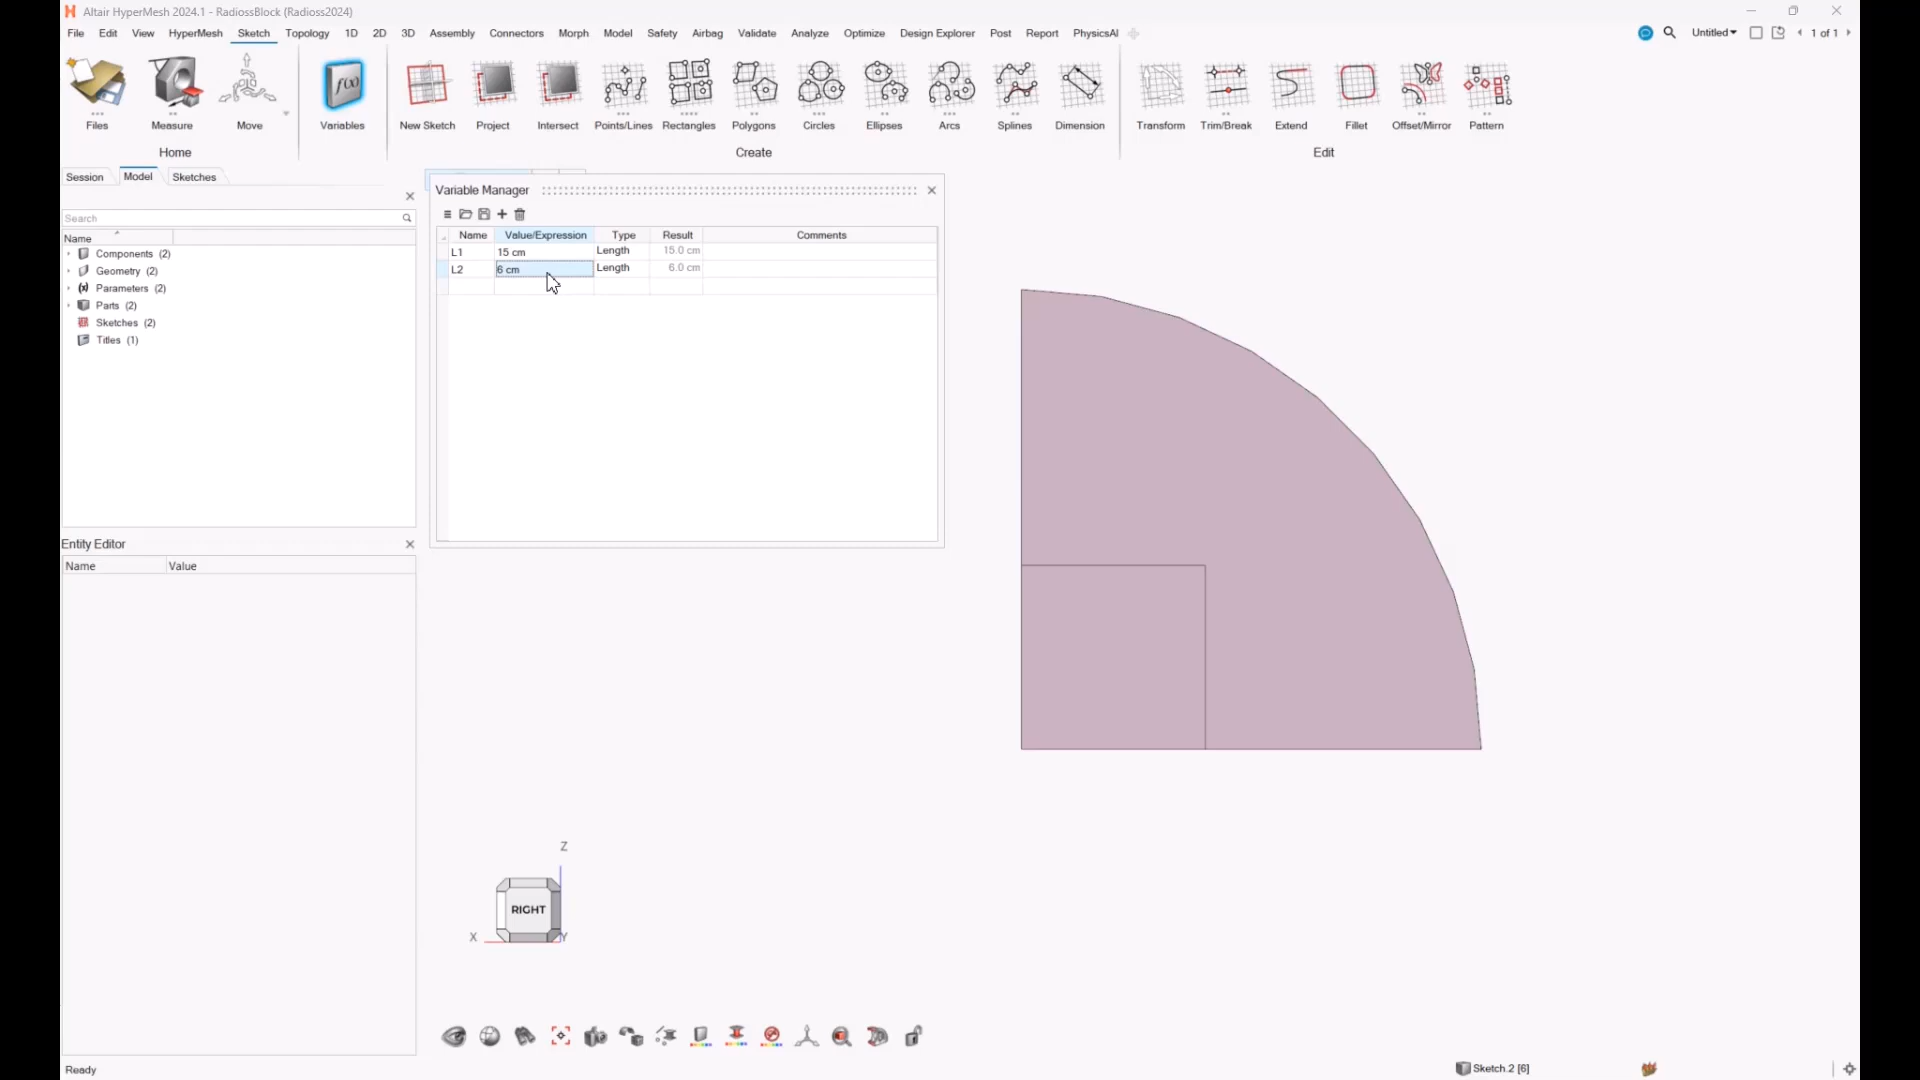 Altair HyperMesh 2024.1 - RadiossBlock (Radioss2024)
File Edit View HyperMesh Sketch Topology 1D 2D 3D Assembly Connectors Morph Model Safety Airbag Validate Analyze Optimize Design Explorer Post Report PhysicsAI Untitled 1 of 1
f(x)
Files Measure Move Variables New Sketch Project Intersect Points/Lines Rectangles Polygons Circles Ellipses Arcs Splines Dimension Transform Trim/Break Extend Fillet Offset/Mirror Pattern
Home Create Edit
Session Model Sketches
Search
Name
Components (2)
Geometry (2)
(x) Parameters (2)
Parts (2)
Sketches (2)
Titles (1)
Variable Manager
Name Value/Expression Type Result Comments
L1 15 cm Length 15.0 cm
L2 6 cm Length 6.0 cm
Entity Editor
Name Value
Z
RIGHT
X Y
Ready
Sketch.2 [6]